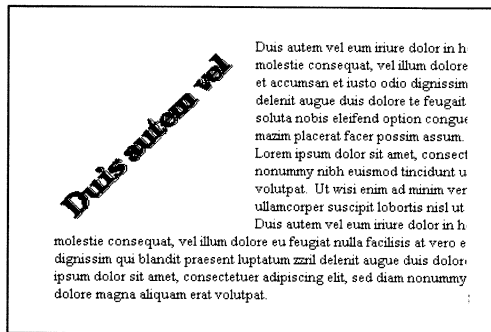 Duis autem vel
Duis autem vel eum iriure dolor in h
molestie consequat, vel illum dolore
et accumsan et iusto odio dignissim
delenit augue duis dolore te feugait
soluta nobis eleifend option congue
mazim placerat facer possim assum.
Lorem ipsum dolor sit amet, consect
nonummy nibh euismod tincidunt u
volutpat. Ut wisi enim ad minim ver
ullamcorper suscipit lobortis nisl ut
Duis autem vel eum iriure dolor in h
molestie consequat, vel illum dolore eu feugiat nulla facilisis at vero e
dignissim qui blandit praesent luptatum zzril delenit augue duis dolor
ipsum dolor sit amet, consectetuer adipiscing elit, sed diam nonummy
dolore magna aliquam erat volutpat.